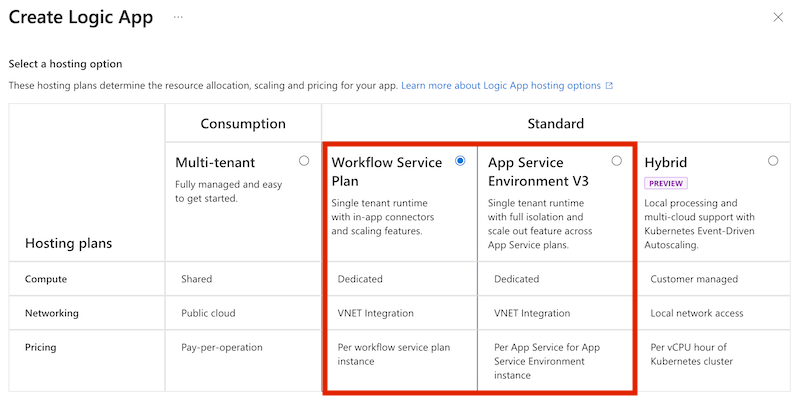 Create Logic App ...
Select a hosting option
These hosting plans determine the resource allocation, scaling and pricing for your app. Learn more about Logic App hosting options
Consumption
Standard
Hosting plans
Multi-tenant
Fully managed and easy
to get started.
Workflow Service
Plan
Single tenant runtime
with in-app connectors
and scaling features.
App Service
Environment V3
Single tenant runtime
with full isolation and
scale out feature across
App Service plans.
Hybrid
PREVIEW
Local processing and
multi-cloud support with
Kubernetes Event-Driven
Autoscaling.
Compute
Shared
Dedicated
Dedicated
Customer managed
Networking
Public cloud
VNET Integration
VNET Integration
Local network access
Pricing
Pay-per-operation
Per workflow service plan
instance
Per App Service for App
Service Environment
instance
Per vCPU hour of
Kubernetes cluster